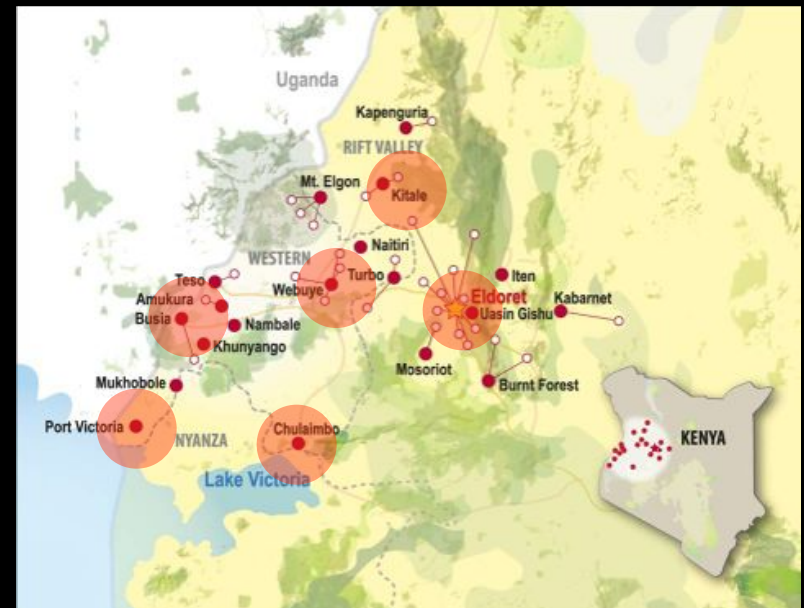 Uganda
Kapenguria
RIFT VALLEY
Mt. Elgon
Kitale
Naitiri
WESTERN
Turbo
Iten
Teso
Webuye
Eldoret
Kabarnet
Amukura
Uasin Gishu
Busia
Nambale
Khunyango
Mosoriot
Mukhobole
Burnt Forest
Port Victoria
Chulaimbo
NYANZA
KENYA
Lake Victoria